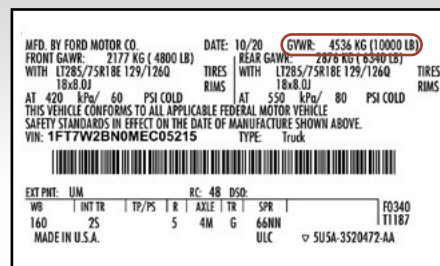 MFD. BY FORD MOTOR CO. DATE: 10/20 GVWR: 4536 KG (10000 LB)
FRONT GAWR: 2177 KG ( 4800 LB) REAR GAWR: 2876 KG ( 6340 LB)
WITH LT285/75R18E 129/126Q TIRES WITH LT285/75R18E 129/126Q TIRES
18x8.0J RIMS 18x8.0J RIMS
AT 420 kPa/ 60 PSI COLD AT 550 kPa/ 80 PSI COLD
THIS VEHICLE CONFORMS TO ALL APPLICABLE FEDERAL MOTOR VEHICLE
SAFETY STANDARDS IN EFFECT ON THE DATE OF MANUFACTURE SHOWN ABOVE.
VIN: 1FT7W2BN0MEC05215 TYPE: Truck
EXT PNT: UM RC: 48 DSO:
WB INT TR TP/PS R AXLE TR SPR F0340
160 2S 5 4M G 66NN T1187
MADE IN U.S.A. ULC 5U5A-3520472-AA